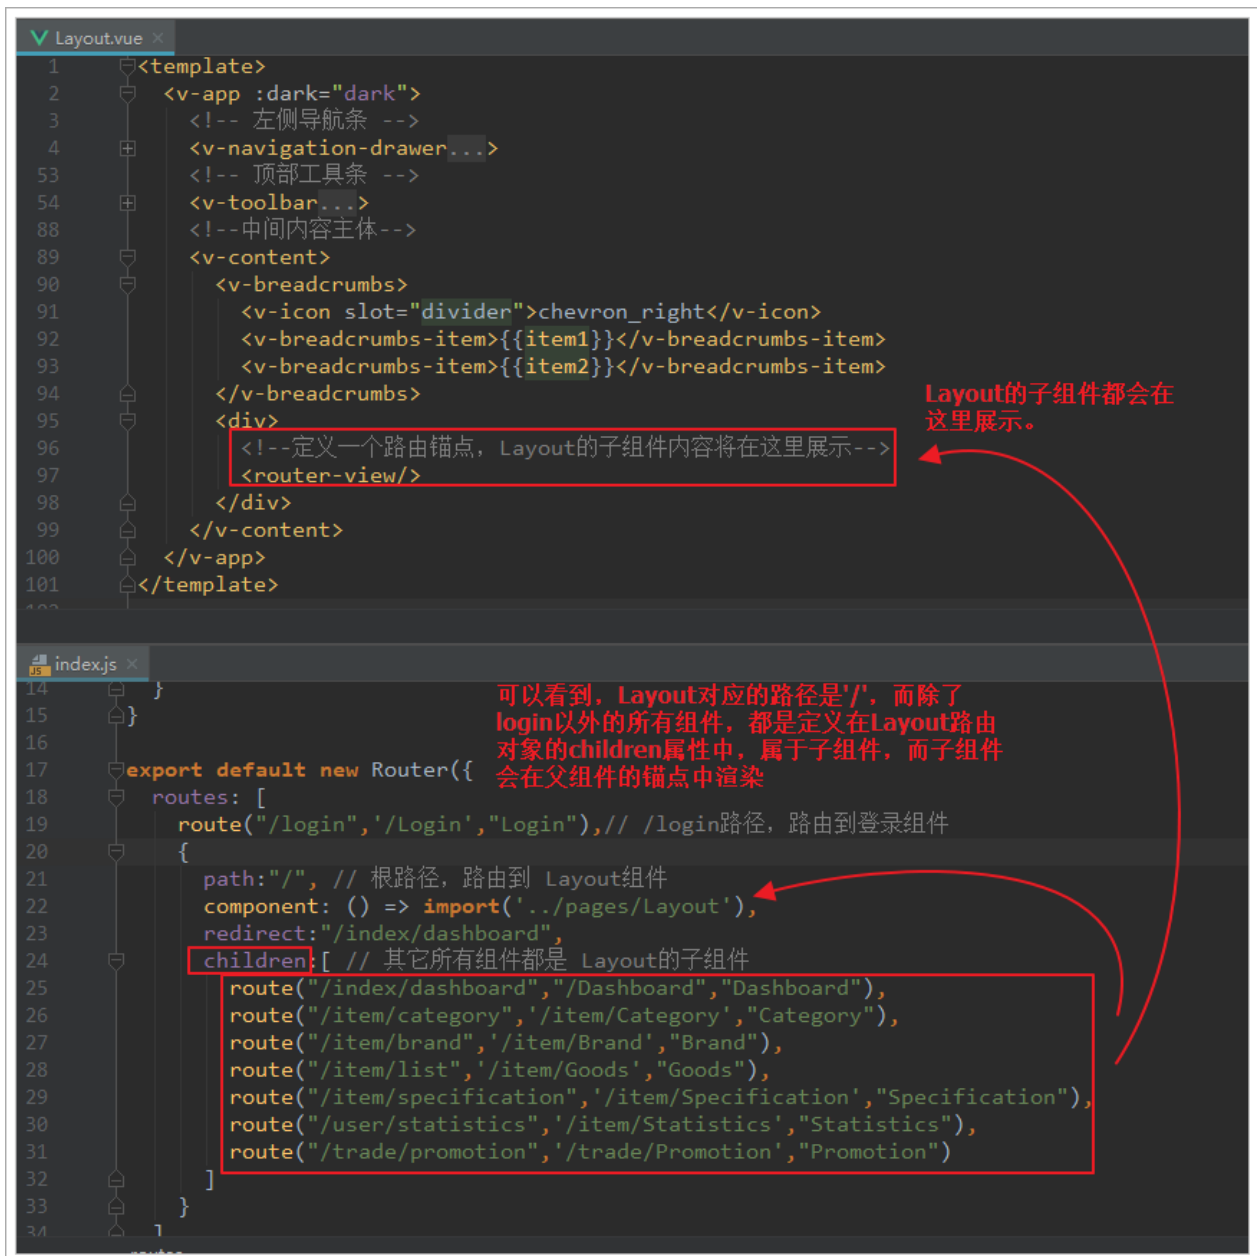 Layout.vue
1 <template>
2 <v-app :dark="dark">
3 <!-- 左侧导航条 -->
4 <v-navigation-drawer...>
53 <!-- 顶部工具条 -->
54 <v-toolbar...>
88 <!--中间内容主体-->
89 <v-content>
90 <v-breadcrumbs>
91 <v-icon slot="divider">chevron_right</v-icon>
92 <v-breadcrumbs-item>{{item1}}</v-breadcrumbs-item>
93 <v-breadcrumbs-item>{{item2}}</v-breadcrumbs-item>
94 </v-breadcrumbs>
Layout的子组件都会在
这里展示。
95 <div>
96 <!--定义一个路由锚点，Layout的子组件内容将在这里展示-->
97 <router-view/>
98 </div>
99 </v-content>
100 </v-app>
101 </template>
102
index.js
14 }
15 }
16
可以看到，Layout对应的路径是'/'，而除了
login以外的所有组件，都是定义在Layout路由
对象的children属性中，属于子组件，而子组件
会在父组件的锚点中渲染
17 export default new Router({
18 routes: [
19 route("/login",'/Login',"Login"),// /login路径，路由到登录组件
20 {
21 path:"/", // 根路径，路由到 Layout组件
22 component: () => import('../pages/Layout'),
23 redirect:"/index/dashboard",
24 children:[ // 其它所有组件都是 Layout的子组件
25 route("/index/dashboard","/Dashboard","Dashboard"),
26 route("/item/category",'/item/Category',"Category"),
27 route("/item/brand",'/item/Brand',"Brand"),
28 route("/item/list",'/item/Goods',"Goods"),
29 route("/item/specification",'/item/Specification',"Specification"),
30 route("/user/statistics",'/item/Statistics',"Statistics"),
31 route("/trade/promotion",'/trade/Promotion',"Promotion")
32 ]
33 }
34 ]